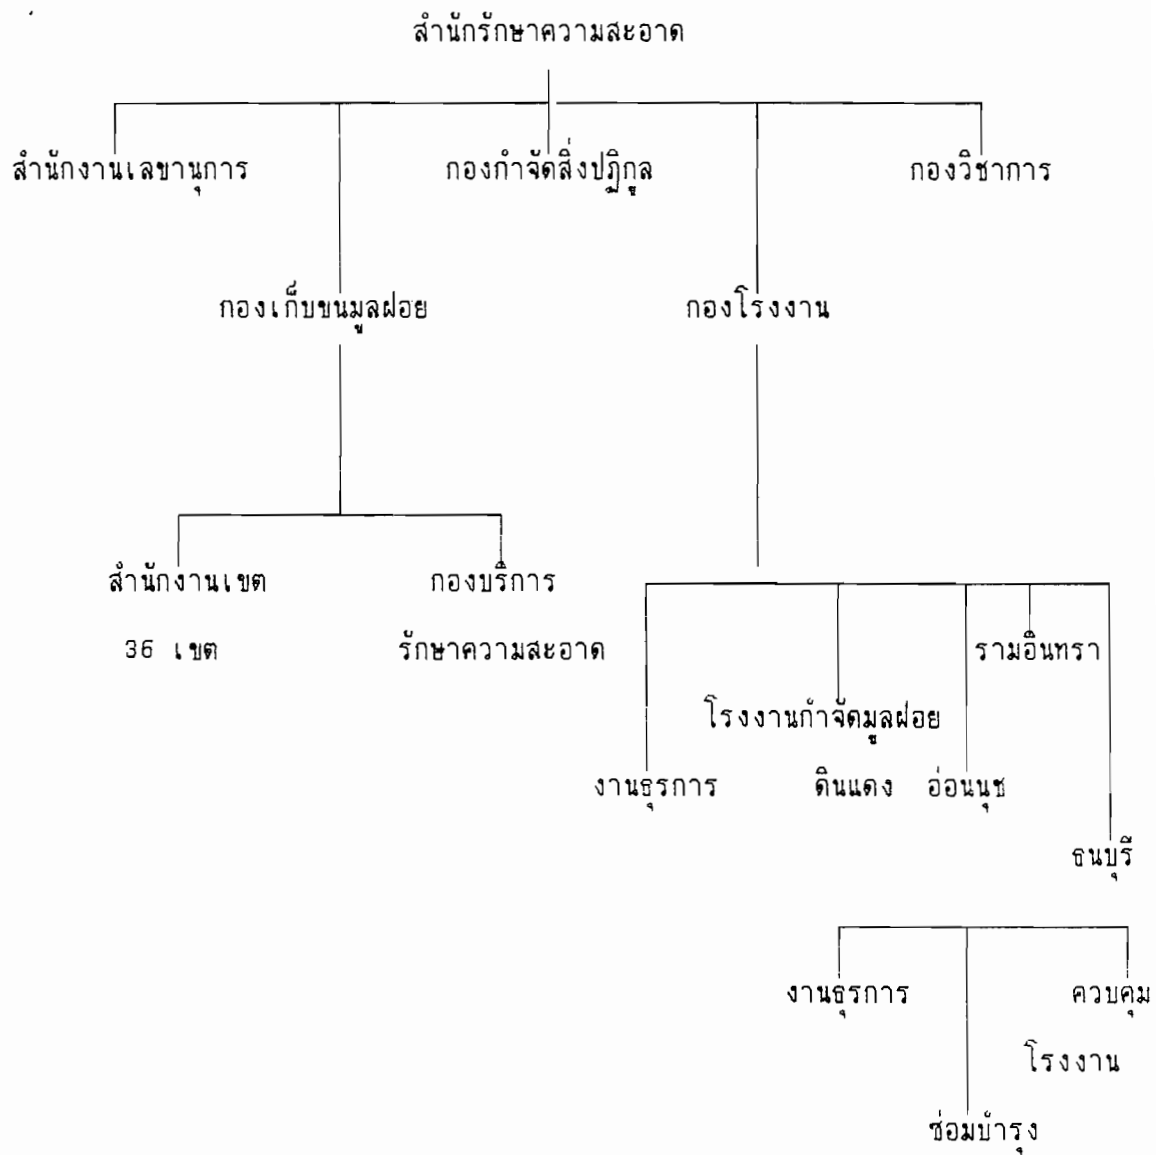 สำนักรักษาความสะอาด
สำนักงานเลขานุการ กองกำจัดสิ่งปฏิกูล กองวิชาการ
กองเก็บขนมูลฝอย กองโรงงาน
สำนักงานเขต กองบริการ
36 เขต รักษาความสะอาด รามอินทรา
โรงงานกำจัดมูลฝอย
งานธุรการ ดินแดง อ่อนนุช
ธนบุรี
งานธุรการ ควบคุม
โรงงาน
ซ่อมบำรุง